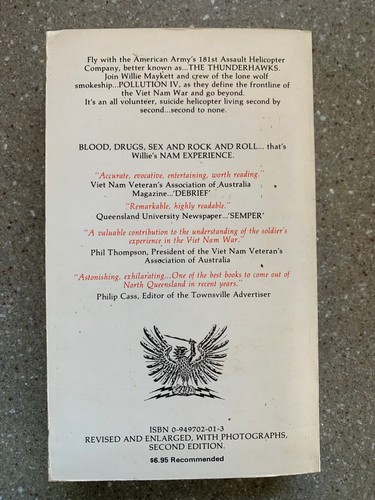 Fly with the American Army's 181st Assault Helicopter
Company, better known as...THE THUNDERHAWKS.
Join Willie Maykett and crew of the lone wolf
smokeship...POLLUTION IV, as they define the frontline of
the Viet Nam War and go beyond.
It's an all volunteer, suicide helicopter living second by
second...second to none.
BLOOD, DRUGS, SEX AND ROCK AND ROLL... that's
Willie's NAM EXPERIENCE.
"Accurate, evocative, entertaining, worth reading."
Viet Nam Veteran's Association of Australia
Magazine...'DEBRIEF'
"Remarkable, highly readable."
Queensland University Newspaper...'SEMPER'
"A valuable contribution to the understanding of the soldier's
experience in the Viet Nam War."
Phil Thompson, President of the Viet Nam Veteran's
Association of Australia
"Astonishing, exhilarating...One of the best books to come out of
North Queensland in recent years."
Philip Cass, Editor of the Townsville Advertiser
ISBN 0-949702-01-3
REVISED AND ENLARGED, WITH PHOTOGRAPHS,
SECOND EDITION.
$6.95 Recommended